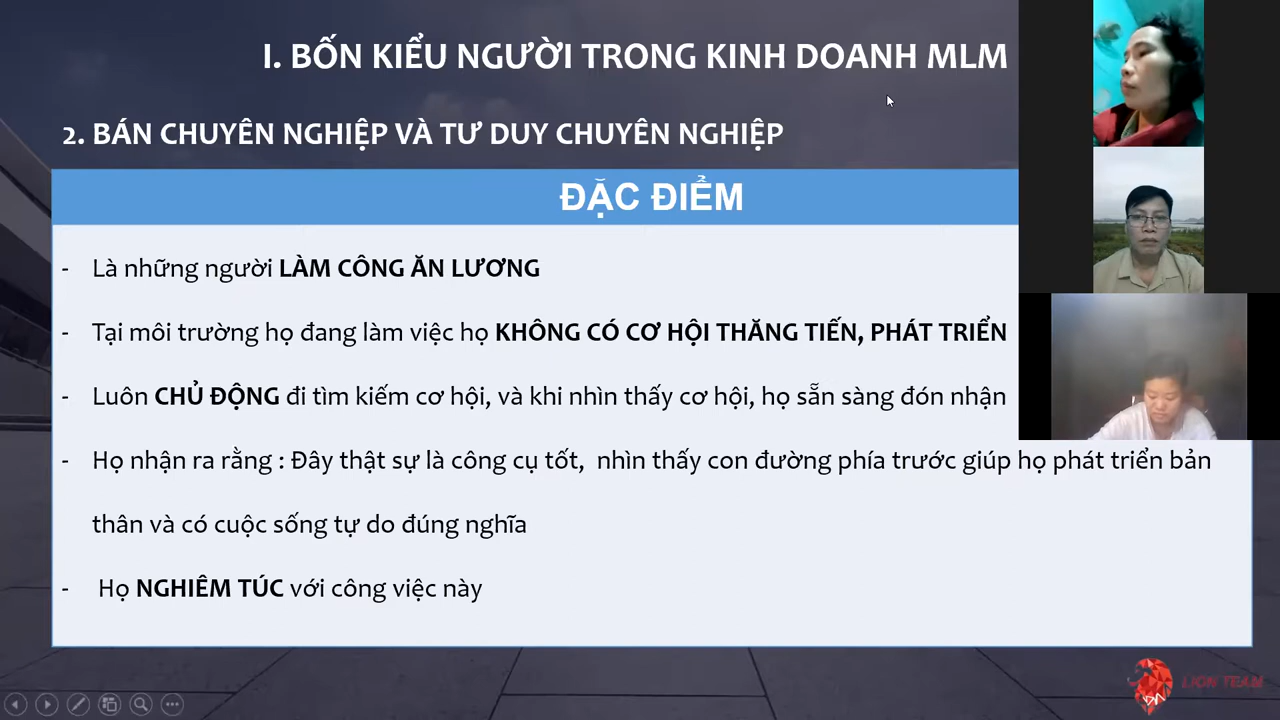 I. BỐN KIỂU NGƯỜI TRONG KINH DOANH MLM
2. BÁN CHUYÊN NGHIỆP VÀ TƯ DUY CHUYÊN NGHIỆP
ĐẶC ĐIỂM
- Là những người LÀM CÔNG ĂN LƯƠNG
- Tại môi trường họ đang làm việc họ KHÔNG CÓ CƠ HỘI THĂNG TIẾN, PHÁT TRIỂN
- Luôn CHỦ ĐỘNG đi tìm kiếm cơ hội, và khi nhìn thấy cơ hội, họ sẵn sàng đón nhận
- Họ nhận ra rằng : Đây thật sự là công cụ tốt, nhìn thấy con đường phía trước giúp họ phát triển bản
thân và có cuộc sống tự do đúng nghĩa
- Họ NGHIÊM TÚC với công việc này
LION TEAM